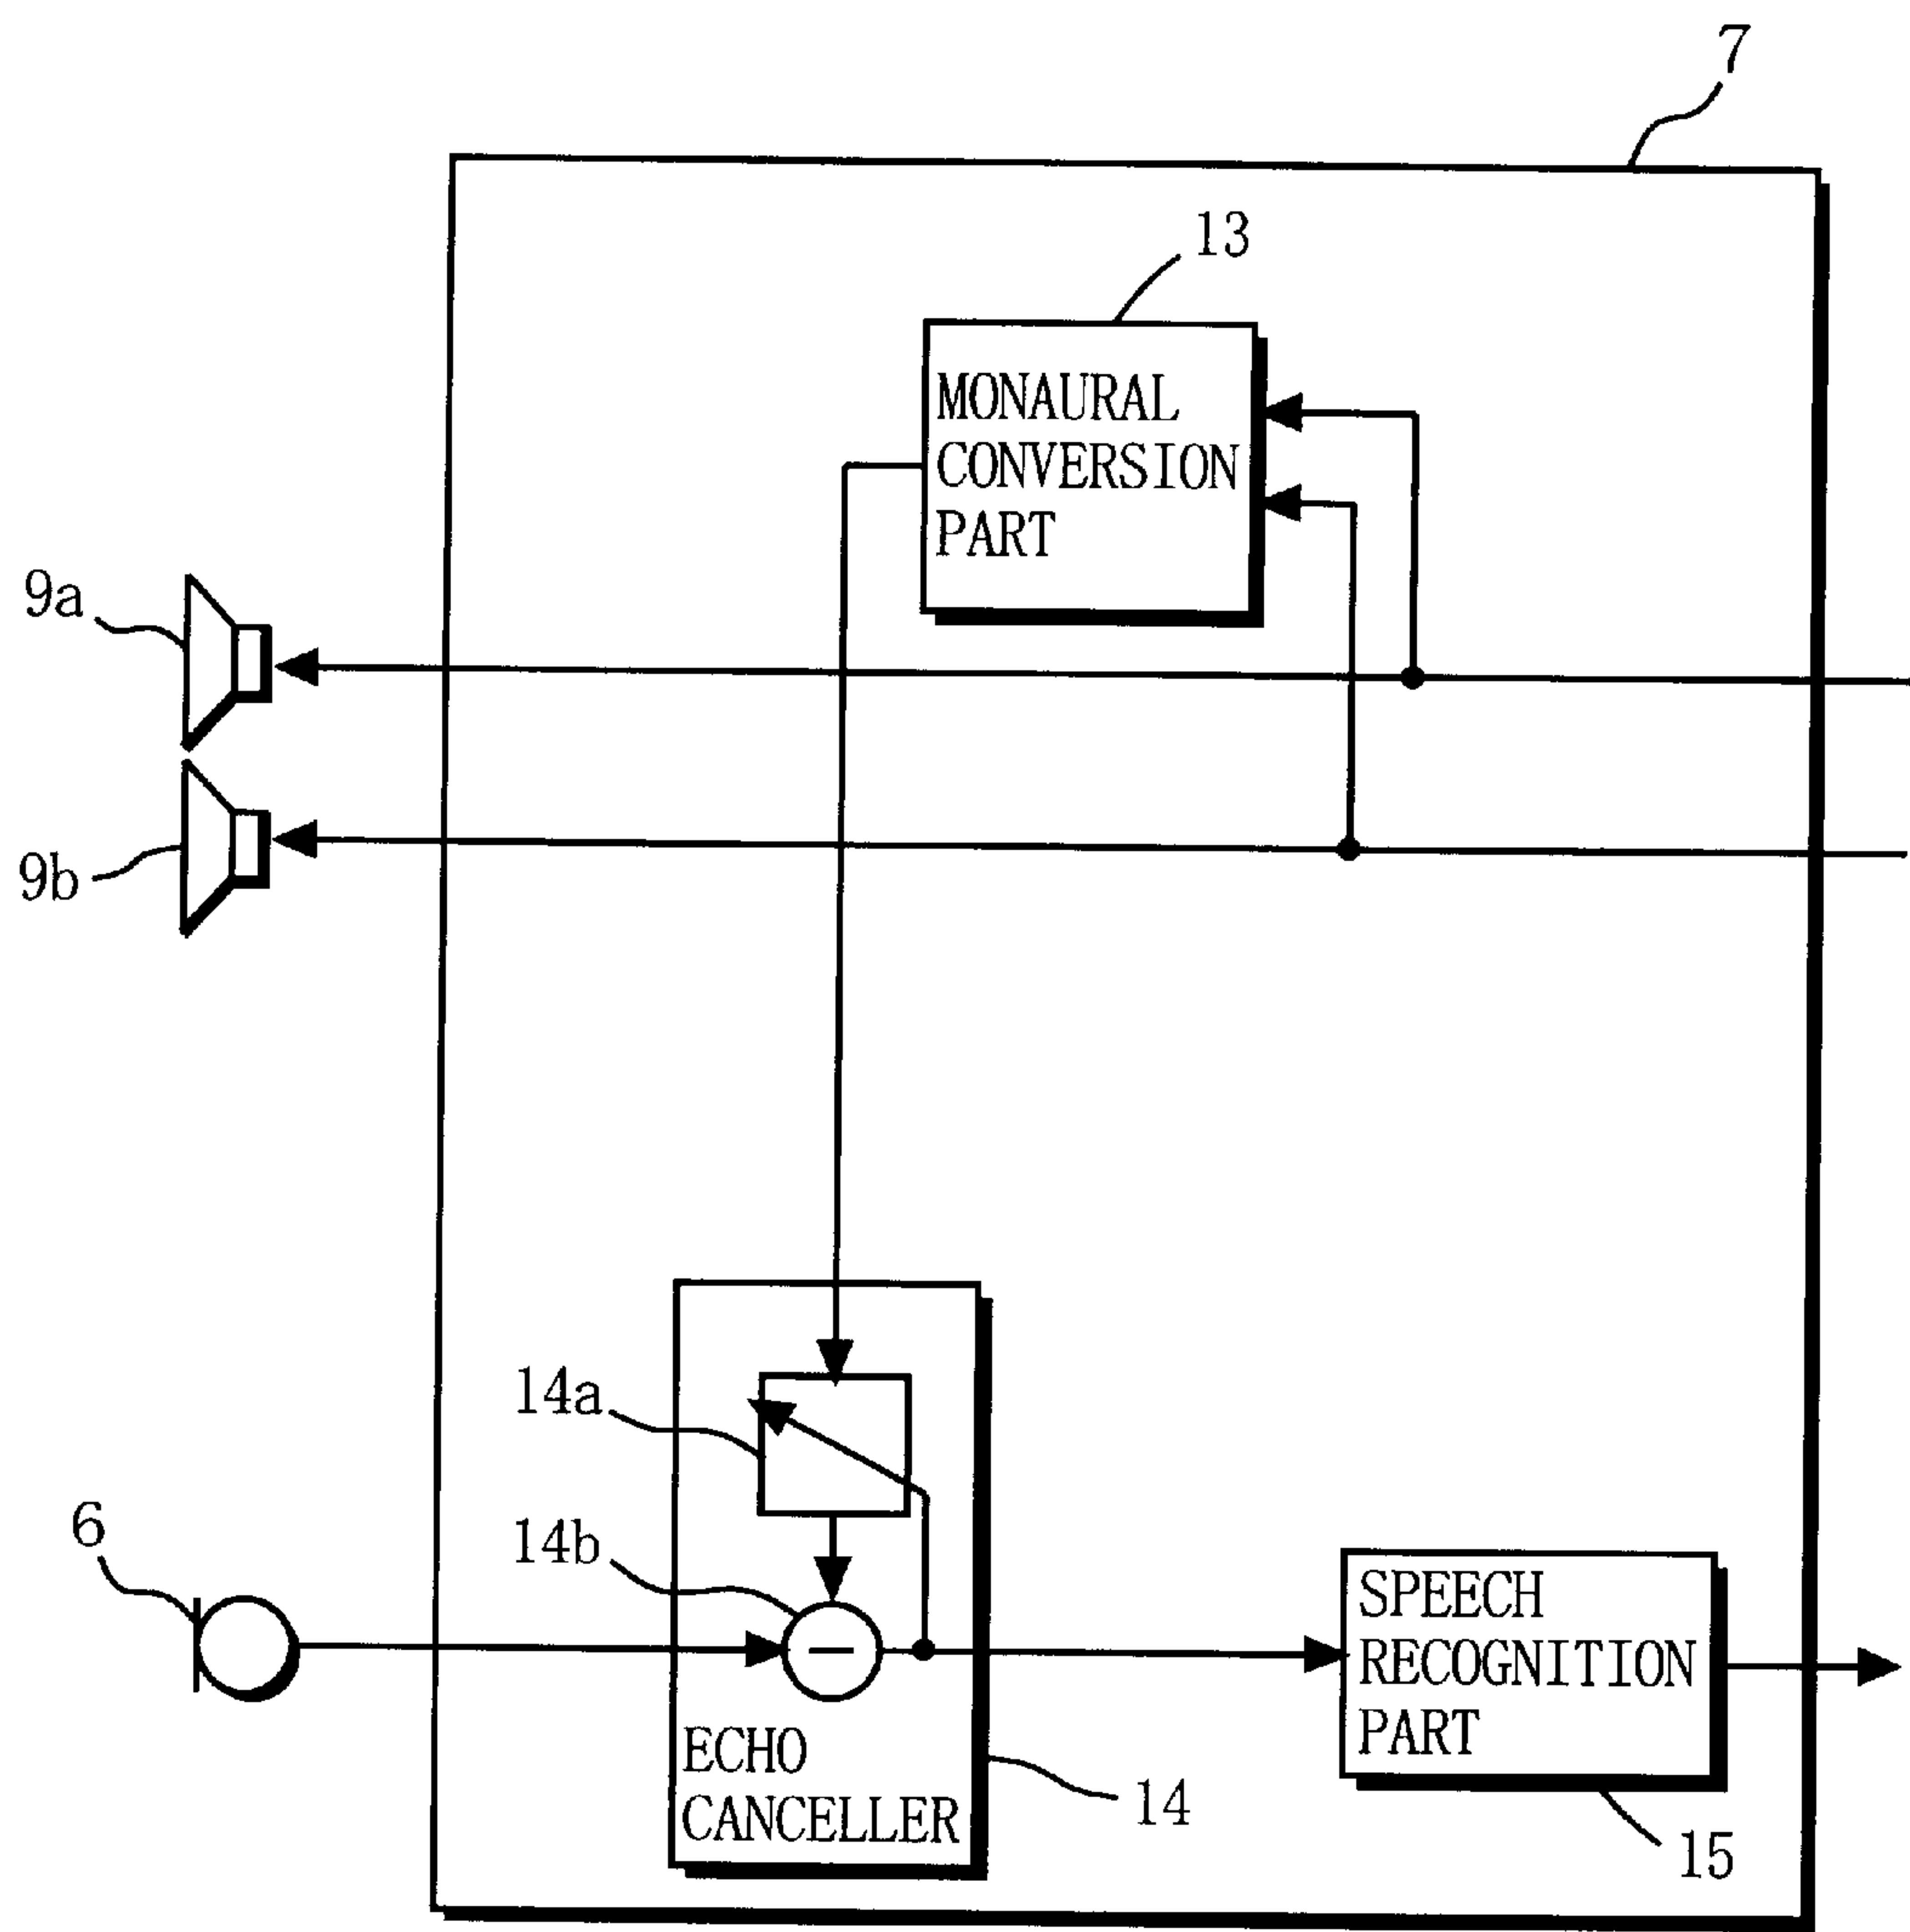 7
13
MONAURAL
CONVERSION
PART
9a
9b
14a
14b
6
SPEECH
RECOGNITION
PART
ECHO
CANCELLER
14
15